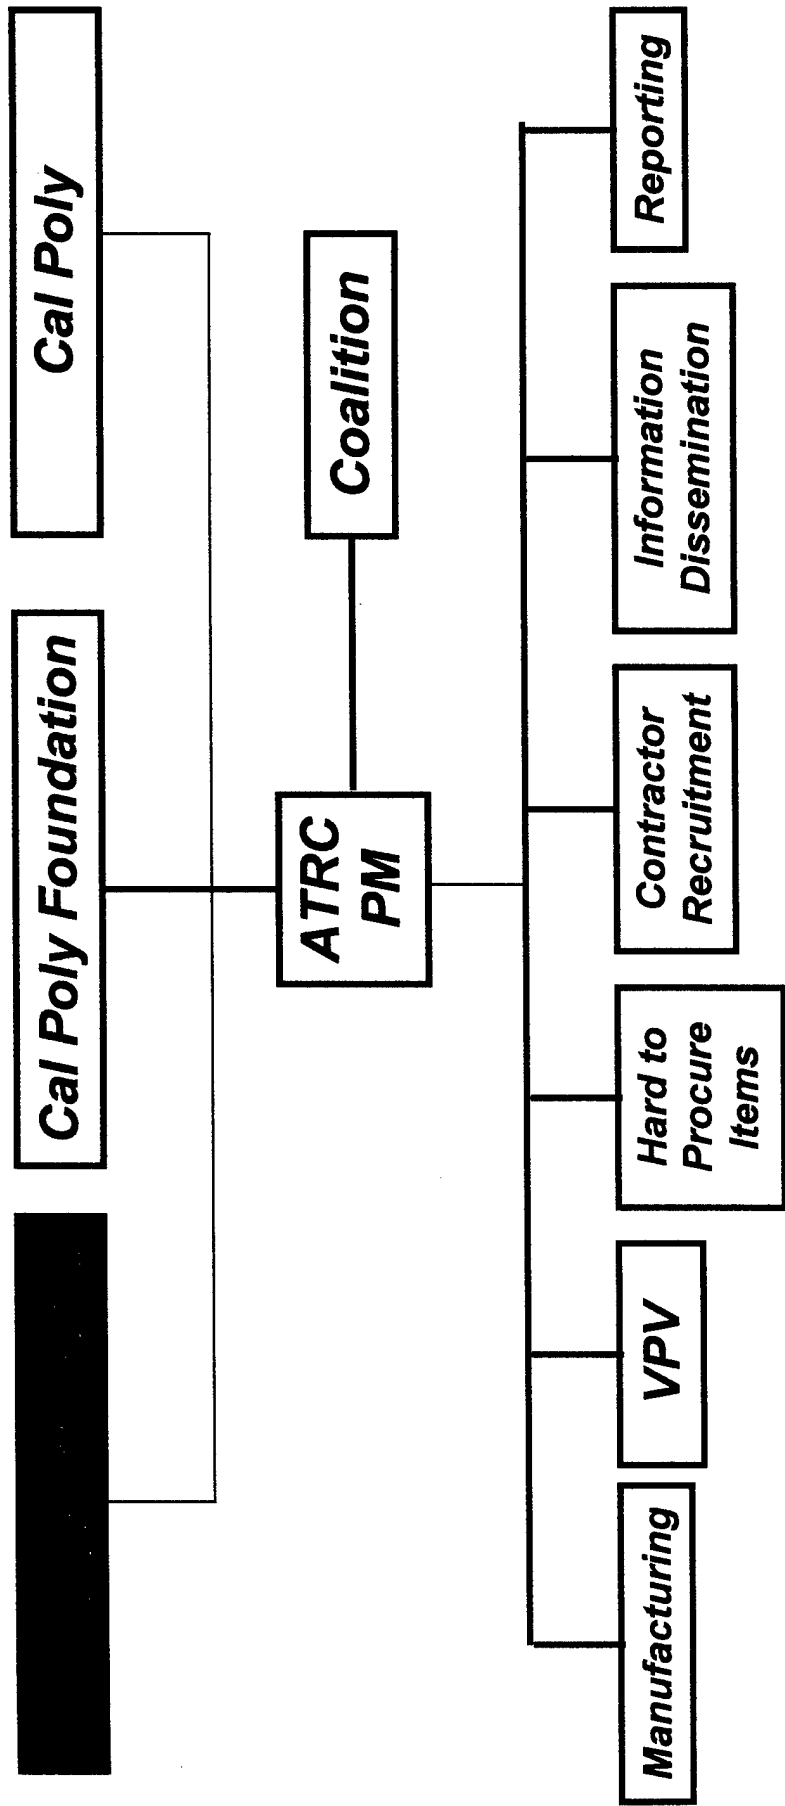 Cal Poly Foundation
Cal Poly
ATRC
PM
Coalition
Manufacturing
VPV
Hard to
Procure
Items
Contractor
Recruitment
Information
Dissemination
Reporting